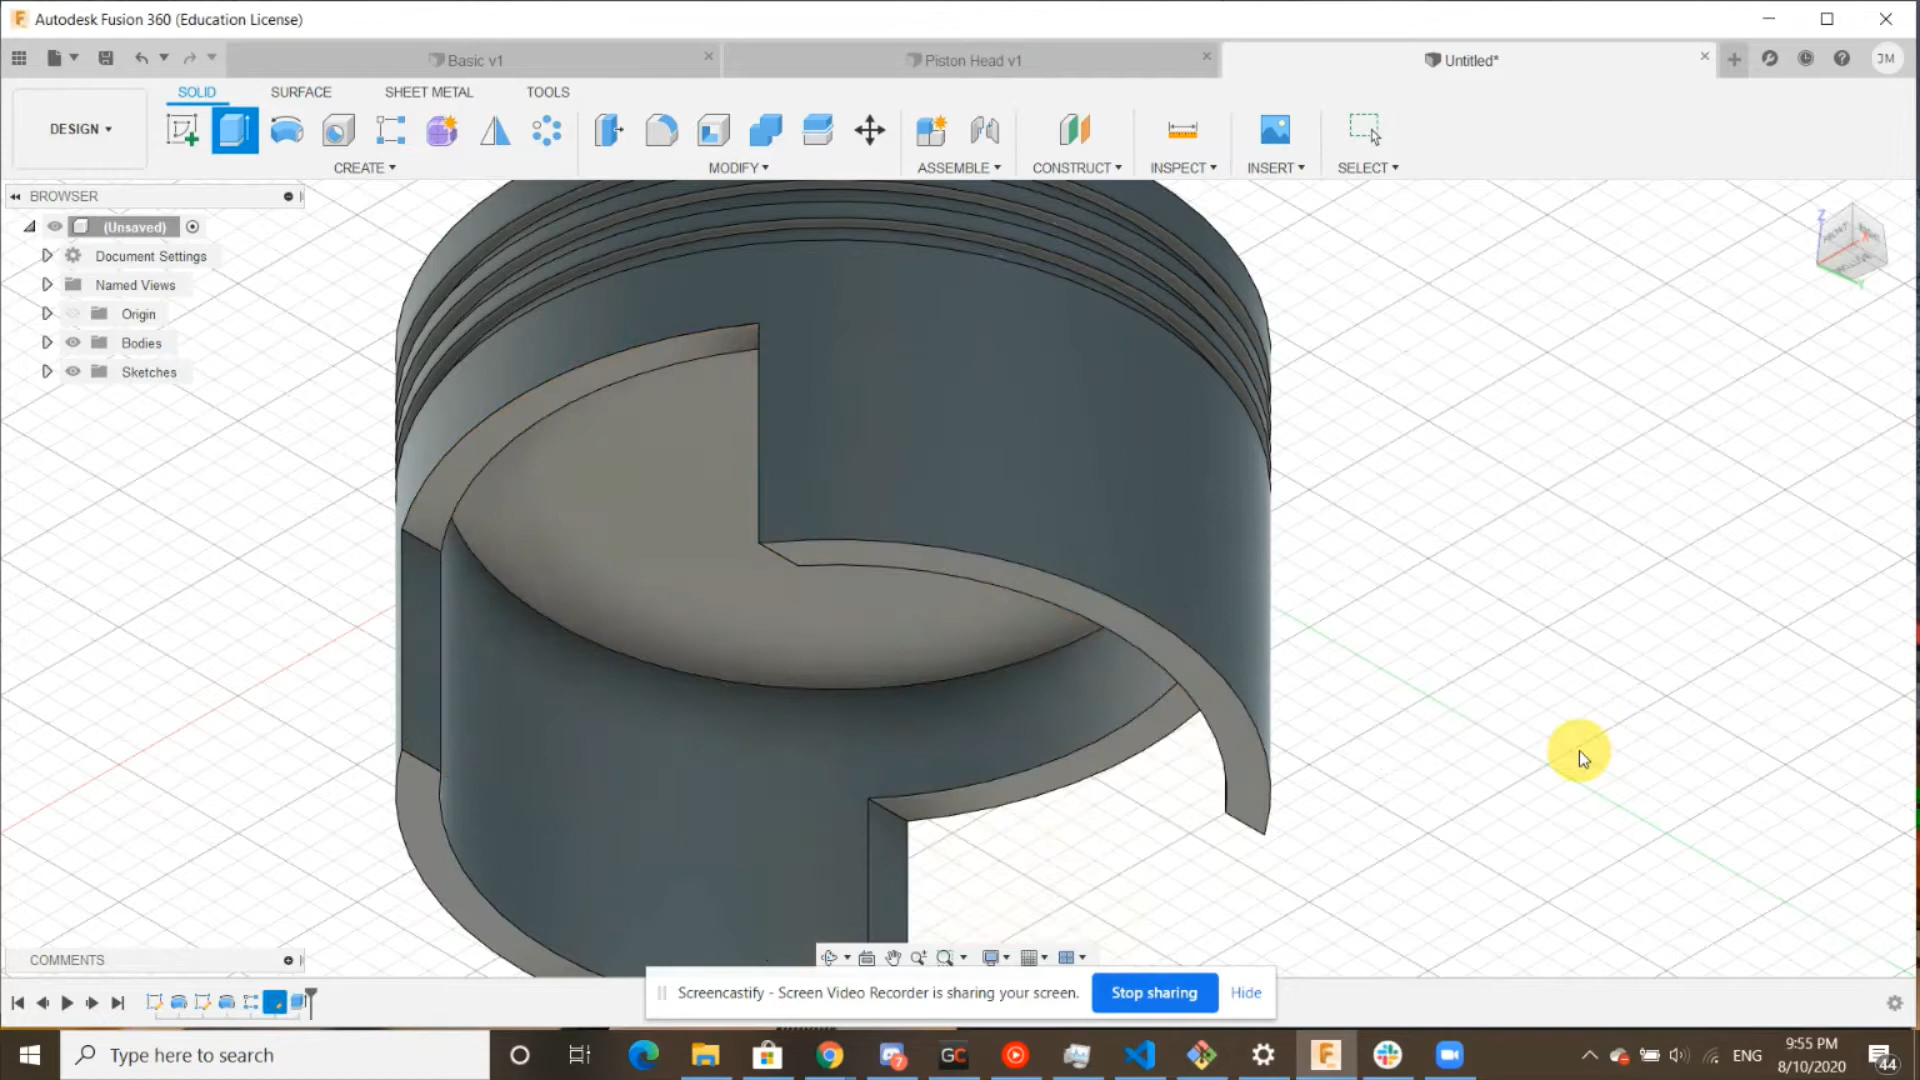 Autodesk Fusion 360 (Education License)
Basic v1
Piston Head v1
Untitled*
JM
SOLID
SURFACE
SHEET METAL
TOOLS
DESIGN
CREATE
MODIFY
ASSEMBLE
CONSTRUCT
INSPECT
INSERT
SELECT
BROWSER
(Unsaved)
Document Settings
Named Views
Origin
Bodies
Sketches
Z
X
Y
COMMENTS
Screencastify - Screen Video Recorder is sharing your screen.
Stop sharing
Hide
Type here to search
7
GC
ENG
9:55 PM
8/10/2020
44